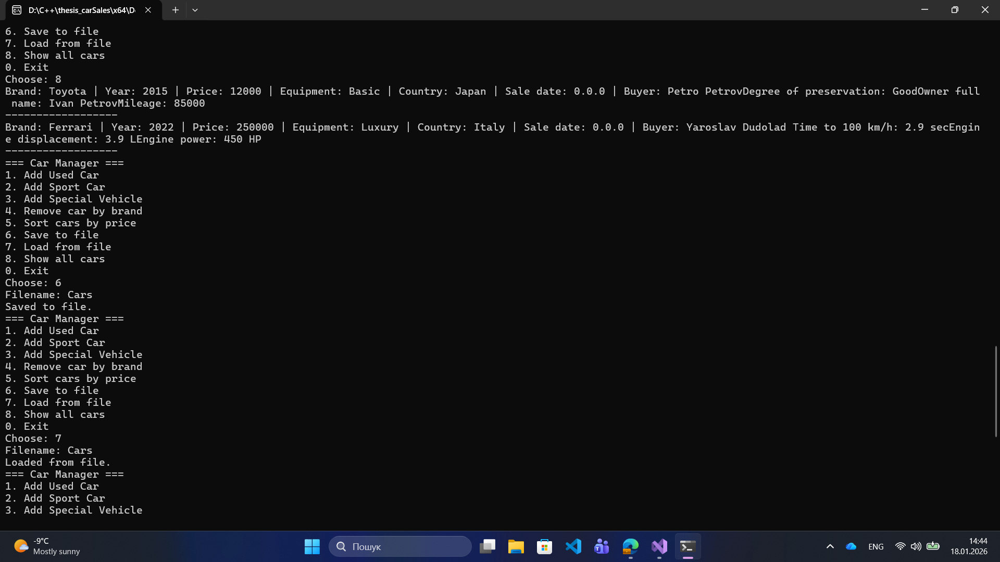 D:\C++\thesis_carSales\x64\D
6. Save to file
7. Load from file
8. Show all cars
0. Exit
Choose: 8
Brand: Toyota | Year: 2015 | Price: 12000 | Equipment: Basic | Country: Japan | Sale date: 0.0.0 | Buyer: Petro PetrovDegree of preservation: GoodOwner full
 name: Ivan PetrovMileage: 85000
------------------
Brand: Ferrari | Year: 2022 | Price: 250000 | Equipment: Luxury | Country: Italy | Sale date: 0.0.0 | Buyer: Yaroslav Dudolad Time to 100 km/h: 2.9 secEngin
e displacement: 3.9 LEngine power: 450 HP
------------------
=== Car Manager ===
1. Add Used Car
2. Add Sport Car
3. Add Special Vehicle
4. Remove car by brand
5. Sort cars by price
6. Save to file
7. Load from file
8. Show all cars
0. Exit
Choose: 6
Filename: Cars
Saved to file.
=== Car Manager ===
1. Add Used Car
2. Add Sport Car
3. Add Special Vehicle
4. Remove car by brand
5. Sort cars by price
6. Save to file
7. Load from file
8. Show all cars
0. Exit
Choose: 7
Filename: Cars
Loaded from file.
=== Car Manager ===
1. Add Used Car
2. Add Sport Car
3. Add Special Vehicle
-9°C
Mostly sunny
Пошук
ENG
14:44
18.01.2026